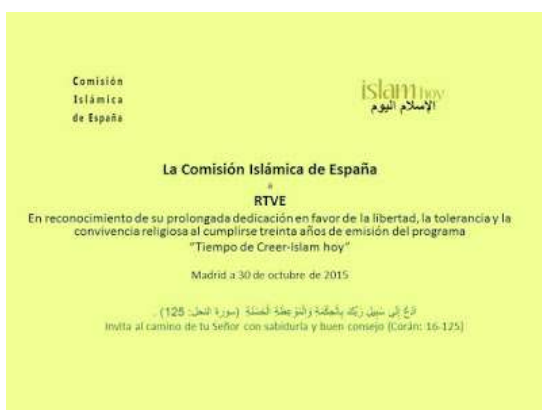 Comisión
Islámica
de España
islam hoy
الإسلام اليوم
La Comisión Islámica de España
a
RTVE
En reconocimiento de su prolongada dedicación en favor de la libertad, la tolerancia y la
convivencia religiosa al cumplirse treinta años de emisión del programa
"Tiempo de Creer-Islam hoy"
Madrid a 30 de octubre de 2015
ادْعُ إِلَى سَبِيلِ رَبِّكَ بِالْحِكْمَةِ وَالْمَوْعِظَةِ الْحَسَنَةِ (سورة النحل: 125) .
Invita al camino de tu Señor con sabiduría y buen consejo (Corán: 16-125)